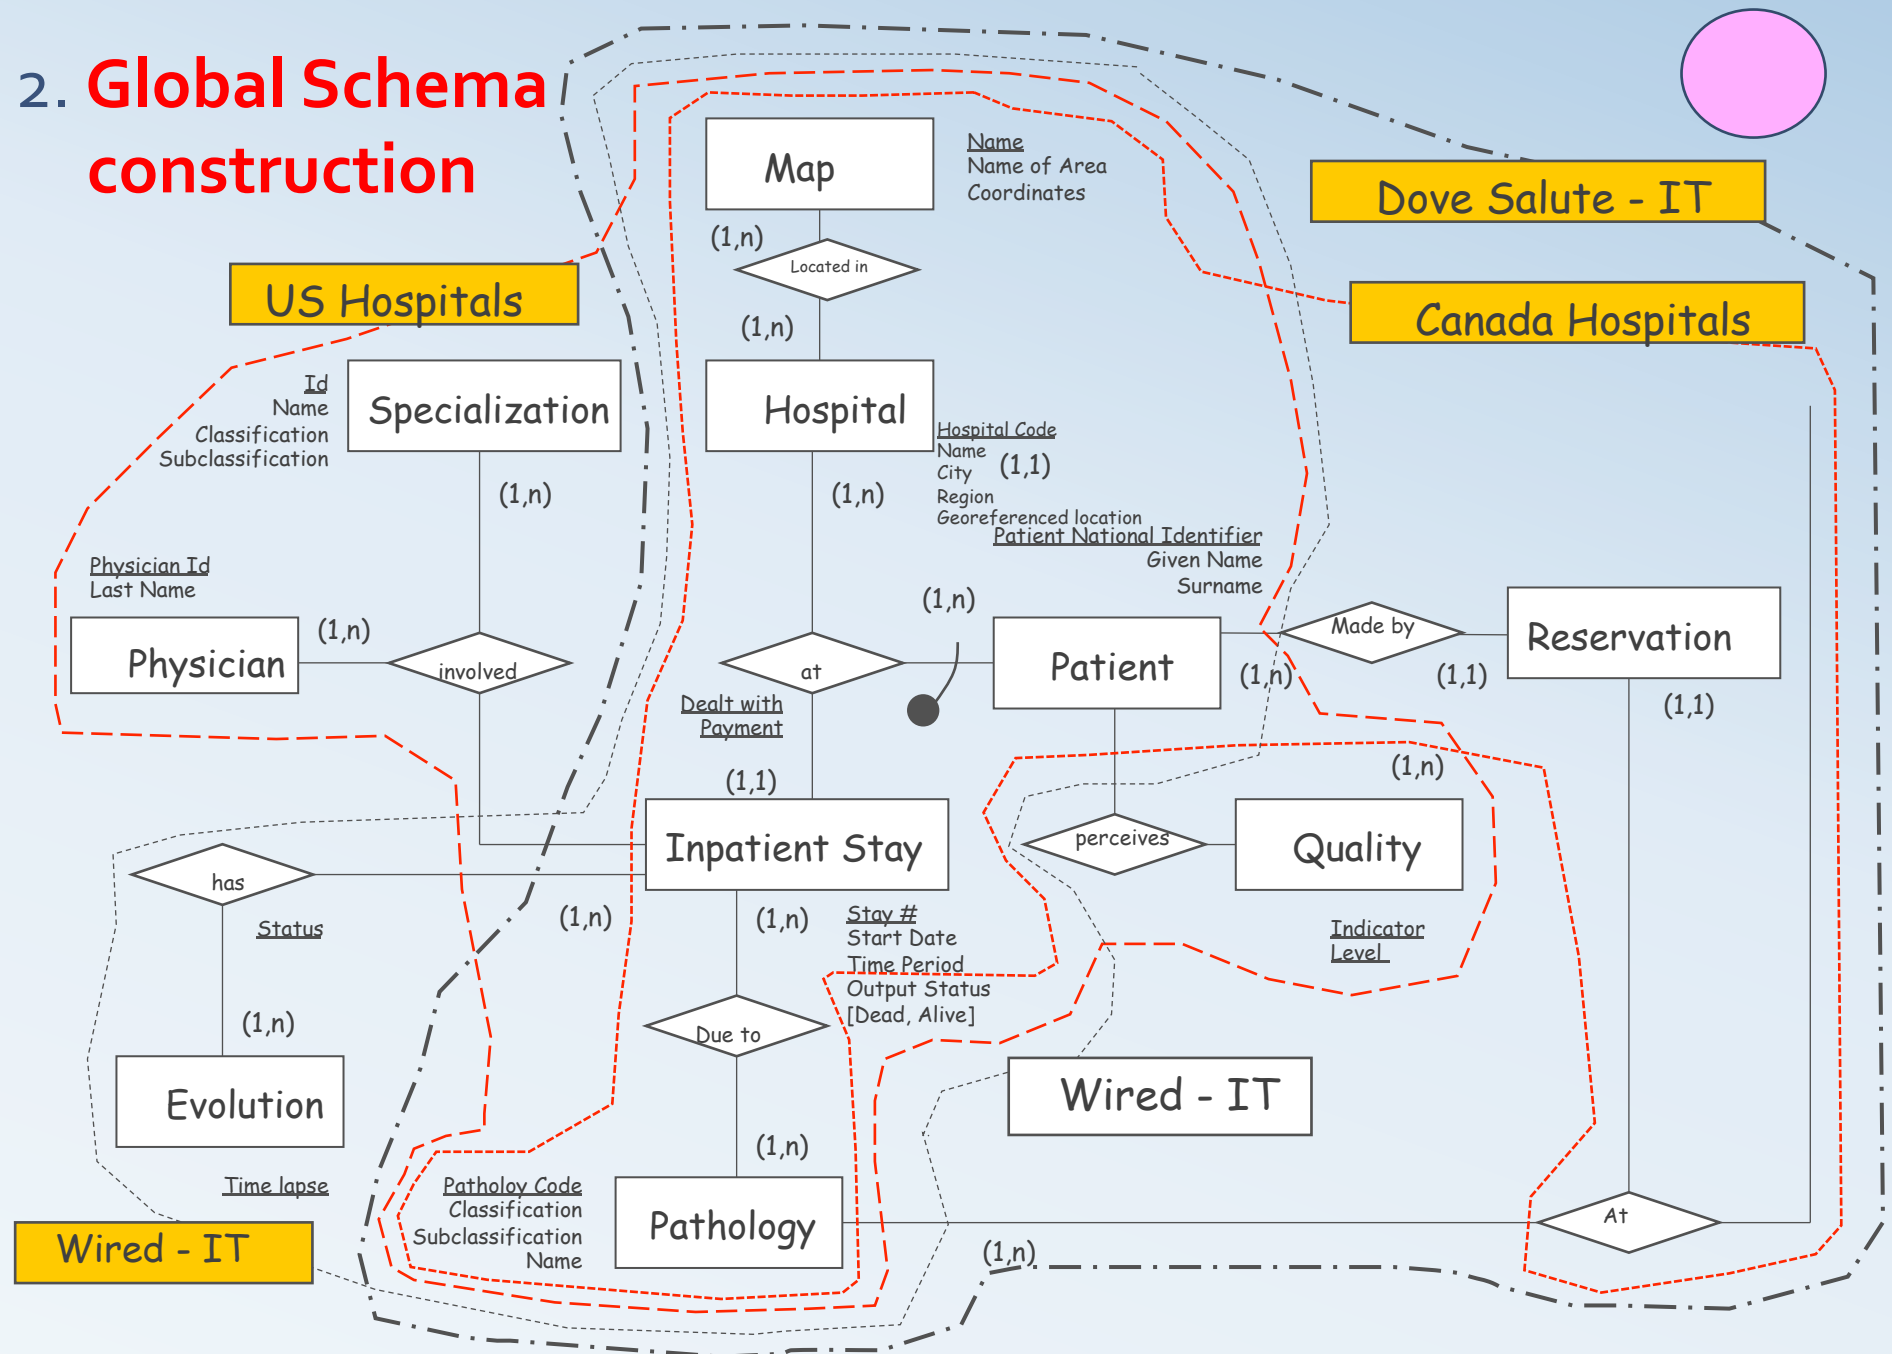 2. Global Schema
construction
Map
Name
Name of Area
Coordinates
Dove Salute - IT
(1,n)
Located in
US Hospitals
Canada Hospitals
(1,n)
Id
Name
Classification
Subclassification
Specialization
Hospital
Hospital Code
Name
City
Region
Georeferenced location
(1,1)
(1,n)
(1,n)
Patient National Identifier
Given Name
Surname
Physician Id
Last Name
(1,n)
Physician
(1,n)
involved
at
Patient
Made by
Reservation
(1,n)
(1,1)
(1,1)
Dealt with
Payment
(1,1)
(1,n)
Inpatient Stay
perceives
Quality
has
Status
(1,n)
(1,n)
Stay #
Start Date
Time Period
Output Status
[Dead, Alive]
Indicator
Level
(1,n)
Due to
Evolution
Wired - IT
(1,n)
Time lapse
Patholoy Code
Classification
Subclassification
Name
Pathology
At
Wired - IT
(1,n)